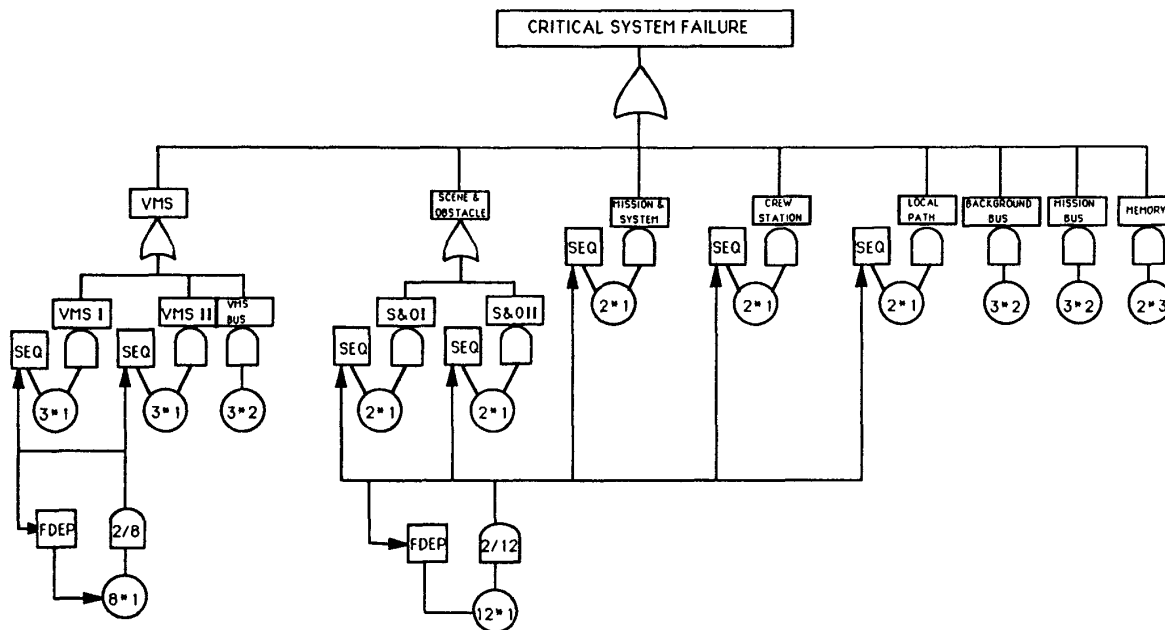 CRITICAL SYSTEM FAILURE
VMS
SCENE &
OBSTACLE
MISSION &
SYSTEM
CREW
STATION
LOCAL
PATH
BACKGROUND
BUS
MISSION
BUS
MEMORY
SEQ
SEQ
SEQ
2*1
2*1
2*1
3*2
3*2
2*3
VMS I
VMS II
VMS
BUS
S&OI
S&OII
SEQ
SEQ
SEQ
SEQ
3*1
3*1
3*2
2*1
2*1
FDEP
2/8
FDEP
2/12
8*1
12*1